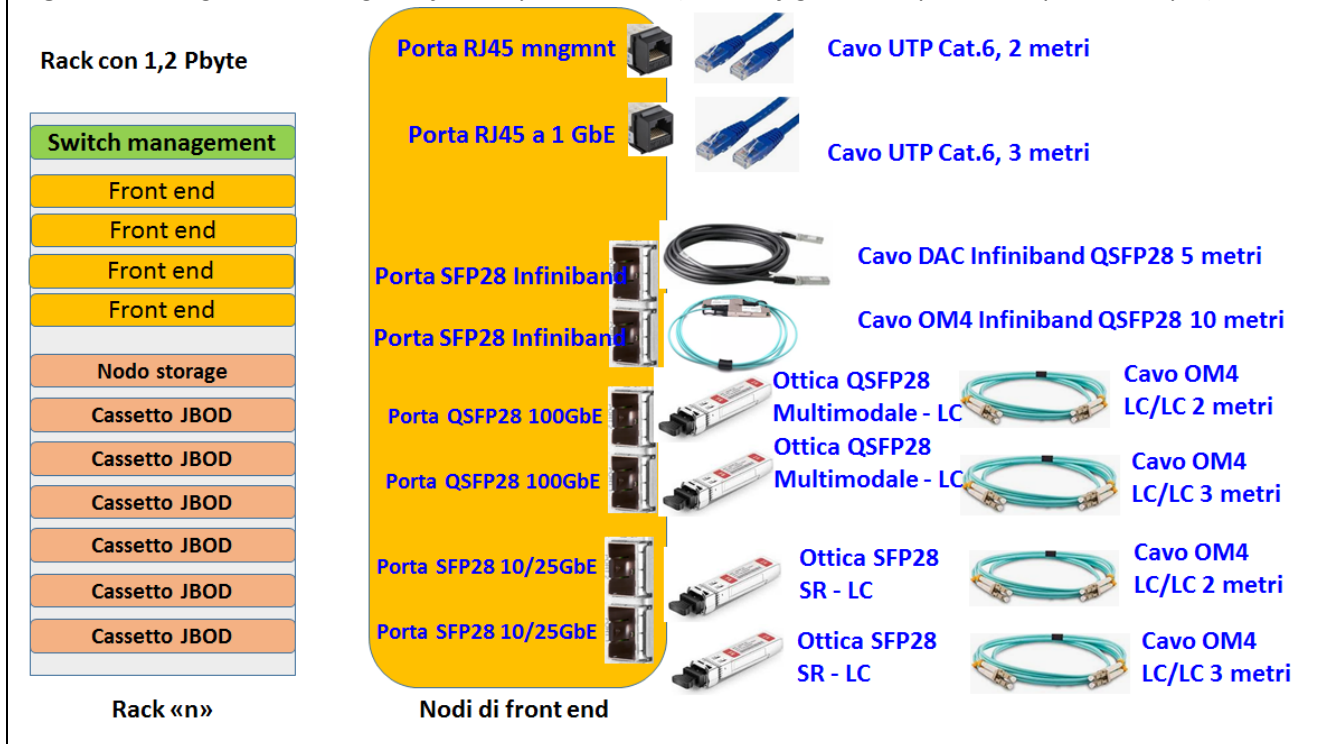 Rack con 1,2 Pbyte
Switch management
Front end
Front end
Front end
Front end
Nodo storage
Cassetto JBOD
Cassetto JBOD
Cassetto JBOD
Cassetto JBOD
Cassetto JBOD
Cassetto JBOD
Rack «n»
Porta RJ45 mngmnt
Cavo UTP Cat.6, 2 metri
Porta RJ45 a 1 GbE
Cavo UTP Cat.6, 3 metri
Porta SFP28 Infiniband
Cavo DAC Infiniband QSFP28 5 metri
Porta SFP28 Infiniband
Cavo OM4 Infiniband QSFP28 10 metri
Porta QSFP28 100GbE
Ottica QSFP28
Multimodale - LC
Cavo OM4
LC/LC 2 metri
Porta QSFP28 100GbE
Ottica QSFP28
Multimodale - LC
Cavo OM4
LC/LC 3 metri
Porta SFP28 10/25GbE
Ottica SFP28
SR - LC
Cavo OM4
LC/LC 2 metri
Porta SFP28 10/25GbE
Ottica SFP28
SR - LC
Cavo OM4
LC/LC 3 metri
Nodi di front end